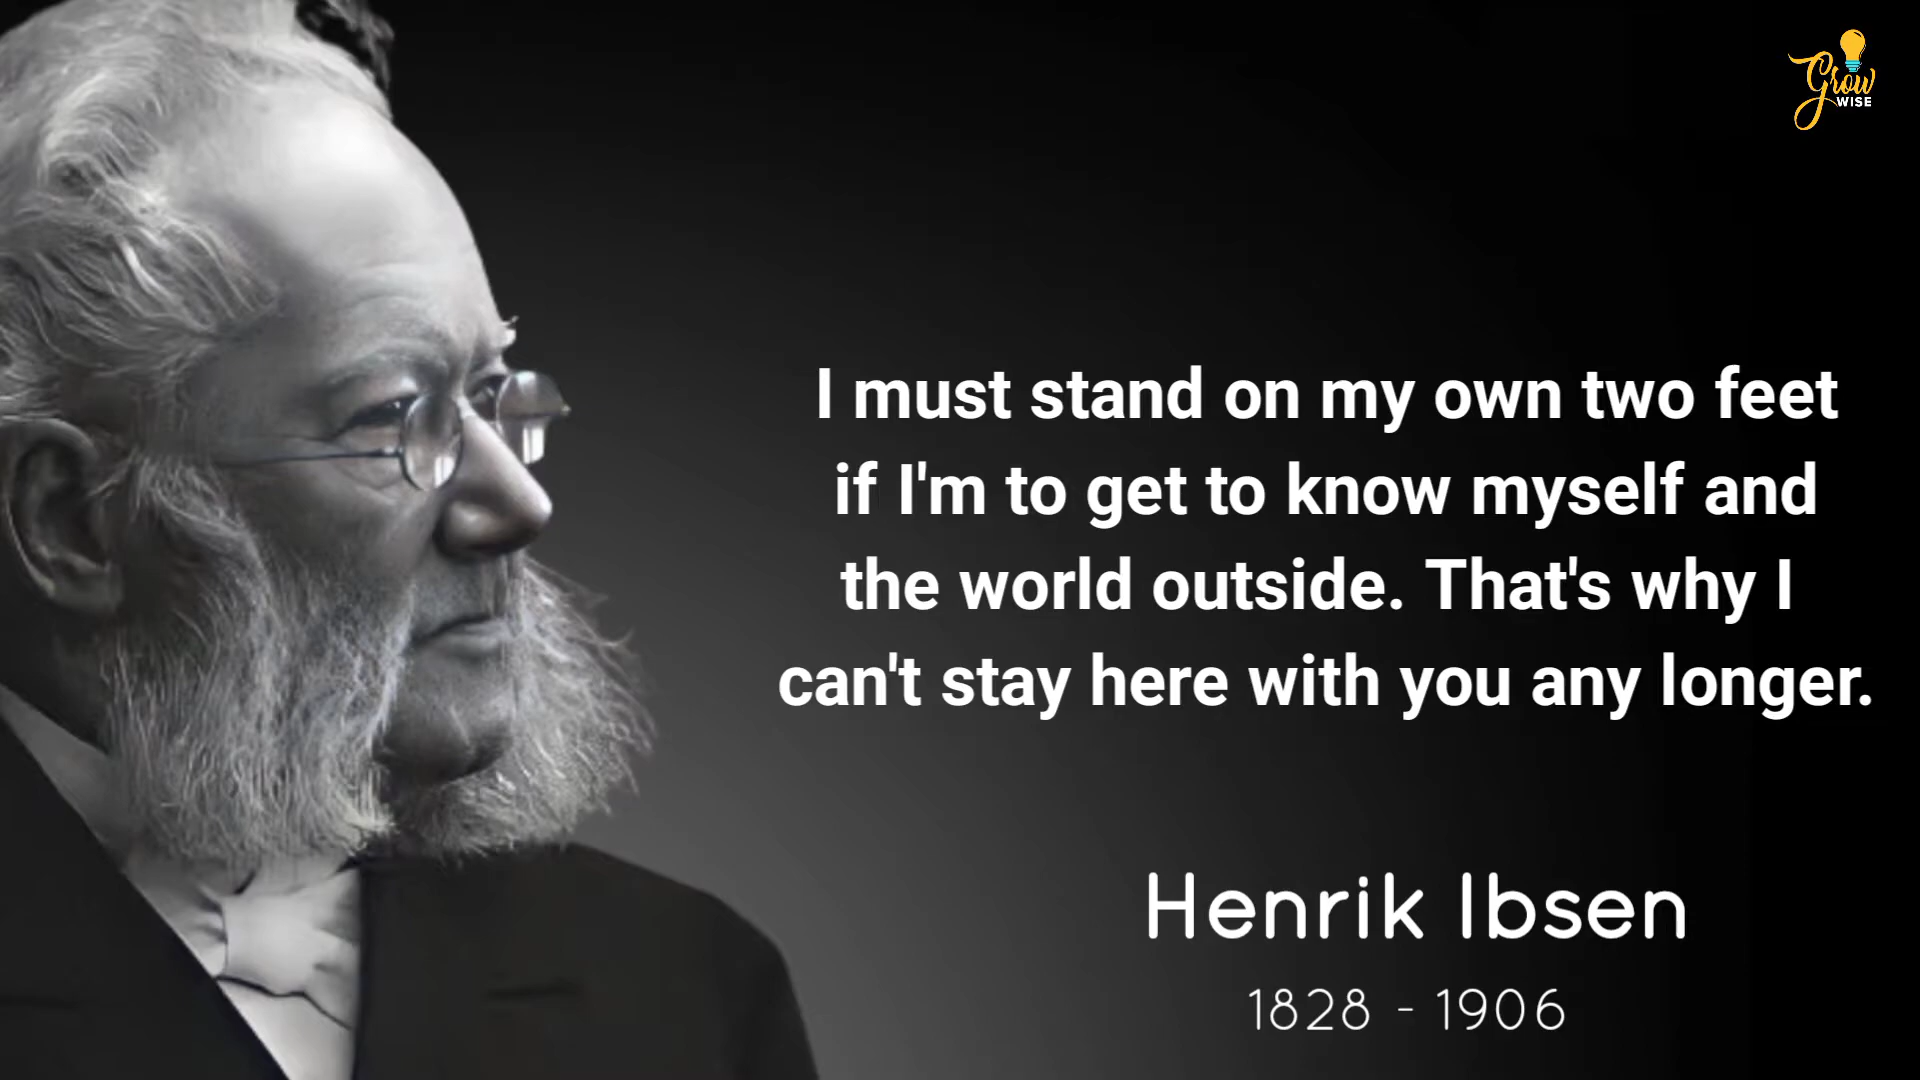 Grow
WISE
I must stand on my own two feet
if I'm to get to know myself and
the world outside. That's why I
can't stay here with you any longer.
Henrik Ibsen
1828 - 1906